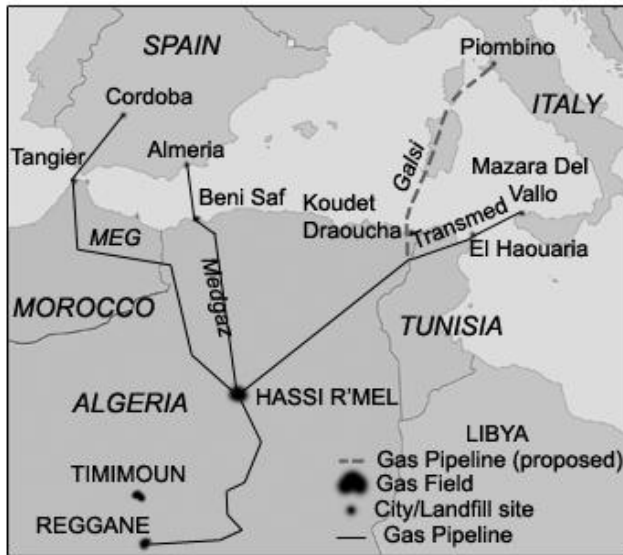 SPAIN
Piombino
Cordoba
ITALY
Tangier
Almeria
Galsi
Mazara Del
Vallo
Beni Saf
Koudet
Draoucha
Transmed
MEG
El Haouaria
Medgaz
MOROCCO
TUNISIA
ALGERIA
HASSI R'MEL
LIBYA
Gas Pipeline (proposed)
TIMIMOUN
Gas Field
City/Landfill site
REGGANE
Gas Pipeline